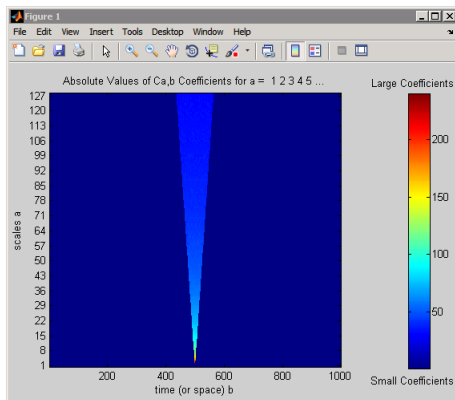 Figure 1
File Edit View Insert Tools Desktop Window Help
Absolute Values of Ca,b Coefficients for a = 1 2 3 4 5 ...
Large Coefficients
127
120
113
106
99
92
85
78
71
64
57
50
43
36
29
22
15
8
1
scales a
200
150
100
50
200 400 600 800 1000
time (or space) b
Small Coefficients